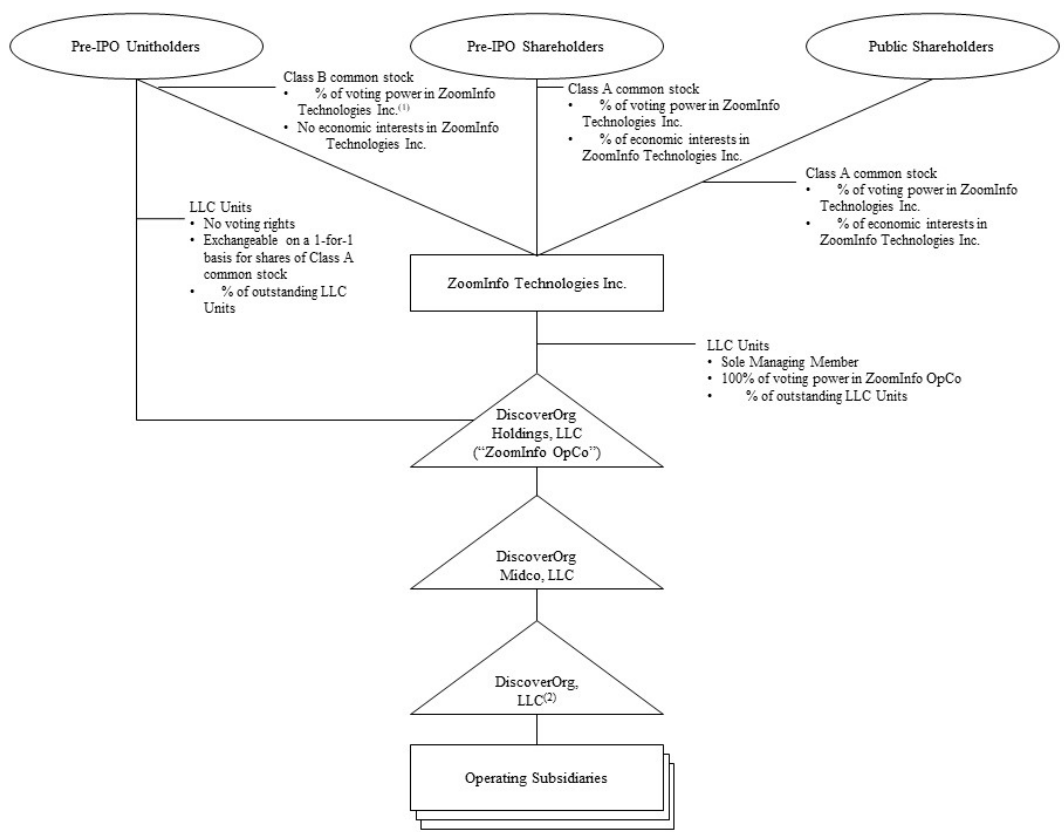 Pre-IPO Unitholders
Pre-IPO Shareholders
Public Shareholders
Class B common stock
• % of voting power in ZoomInfo
Technologies Inc.(1)
• No economic interests in ZoomInfo
Technologies Inc.
Class A common stock
• % of voting power in ZoomInfo
Technologies Inc.
• % of economic interests in
ZoomInfo Technologies Inc.
Class A common stock
• % of voting power in ZoomInfo
Technologies Inc.
• % of economic interests in
ZoomInfo Technologies Inc.
LLC Units
• No voting rights
• Exchangeable on a 1-for-1
basis for shares of Class A
common stock
• % of outstanding LLC
Units
ZoomInfo Technologies Inc.
LLC Units
• Sole Managing Member
• 100% of voting power in ZoomInfo OpCo
• % of outstanding LLC Units
DiscoverOrg
Holdings, LLC
(“ZoomInfo OpCo”)
DiscoverOrg
Midco, LLC
DiscoverOrg,
LLC(2)
Operating Subsidiaries